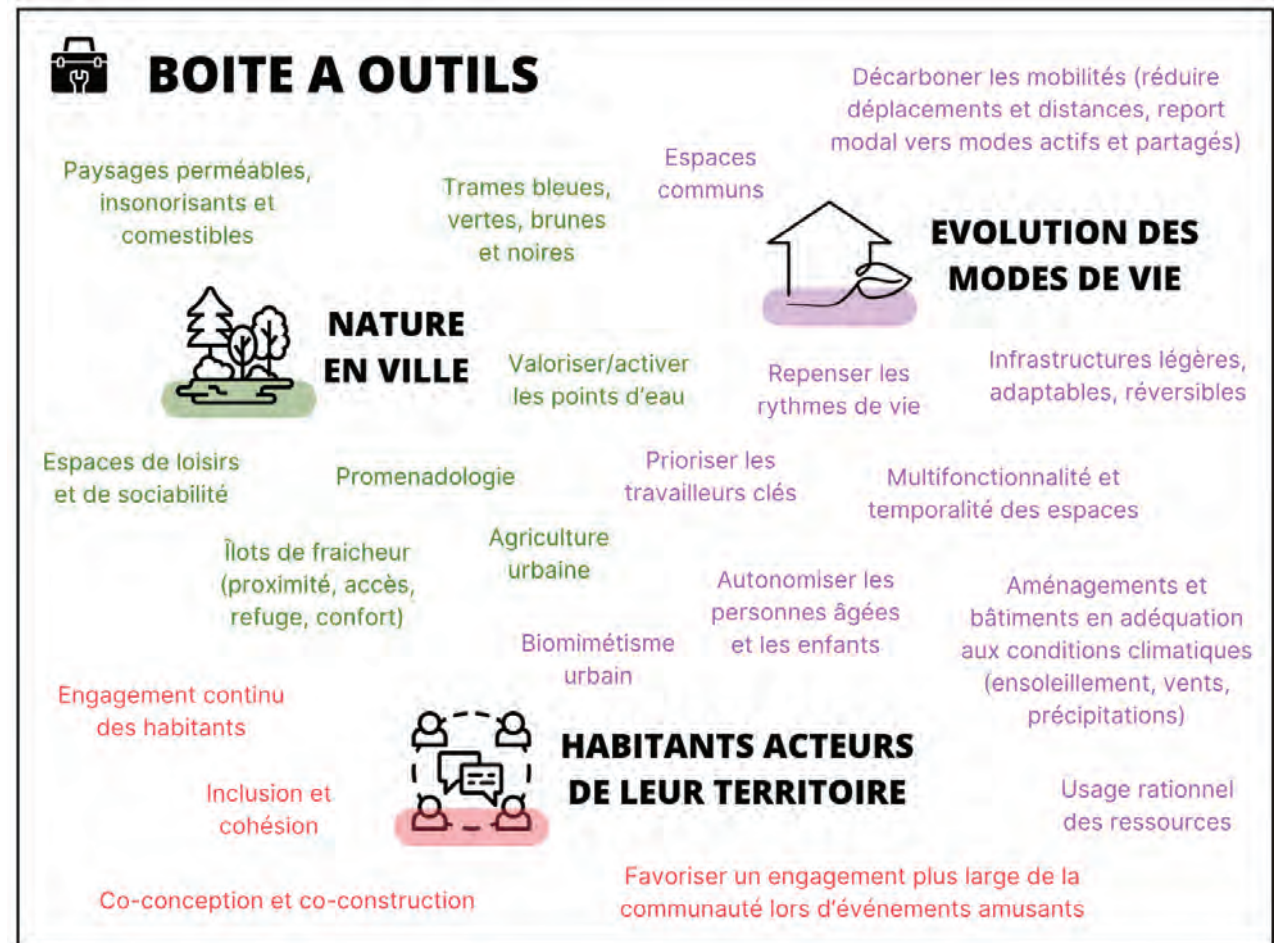 BOITE A OUTILS
Décarboner les mobilités (réduire
déplacements et distances, report
modal vers modes actifs et partagés)
Espaces
communs
Paysages perméables,
insonorisants et
comestibles
Trames bleues,
vertes, brunes
et noires
EVOLUTION DES
MODES DE VIE
NATURE
EN VILLE
Valoriser/activer
les points d'eau
Repenser les
rythmes de vie
Infrastructures légères,
adaptables, réversibles
Espaces de loisirs
et de sociabilité
Promenadologie
Prioriser les
travailleurs clés
Multifonctionnalité et
temporalité des espaces
Îlots de fraicheur
(proximité, accès,
refuge, confort)
Agriculture
urbaine
Autonomiser les
personnes âgées
et les enfants
Aménagements et
bâtiments en adéquation
aux conditions climatiques
(ensoleillement, vents,
précipitations)
Biomimétisme
urbain
Engagement continu
des habitants
HABITANTS ACTEURS
DE LEUR TERRITOIRE
Inclusion et
cohésion
Usage rationnel
des ressources
Co-conception et co-construction
Favoriser un engagement plus large de la
communauté lors d'événements amusants